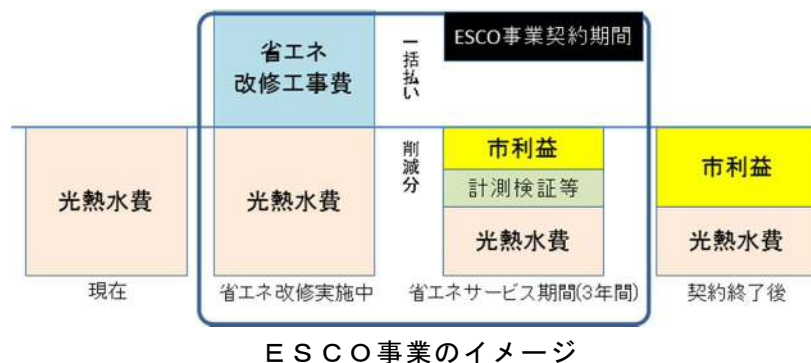 省エネ
改修工事費
一括払い
ESCO事業契約期間
光熱水費
光熱水費
削減分
市利益
計測検証等
光熱水費
市利益
光熱水費
現在
省エネ改修実施中
省エネサービス期間(3年間)
契約終了後
ＥＳＣＯ事業のイメージ